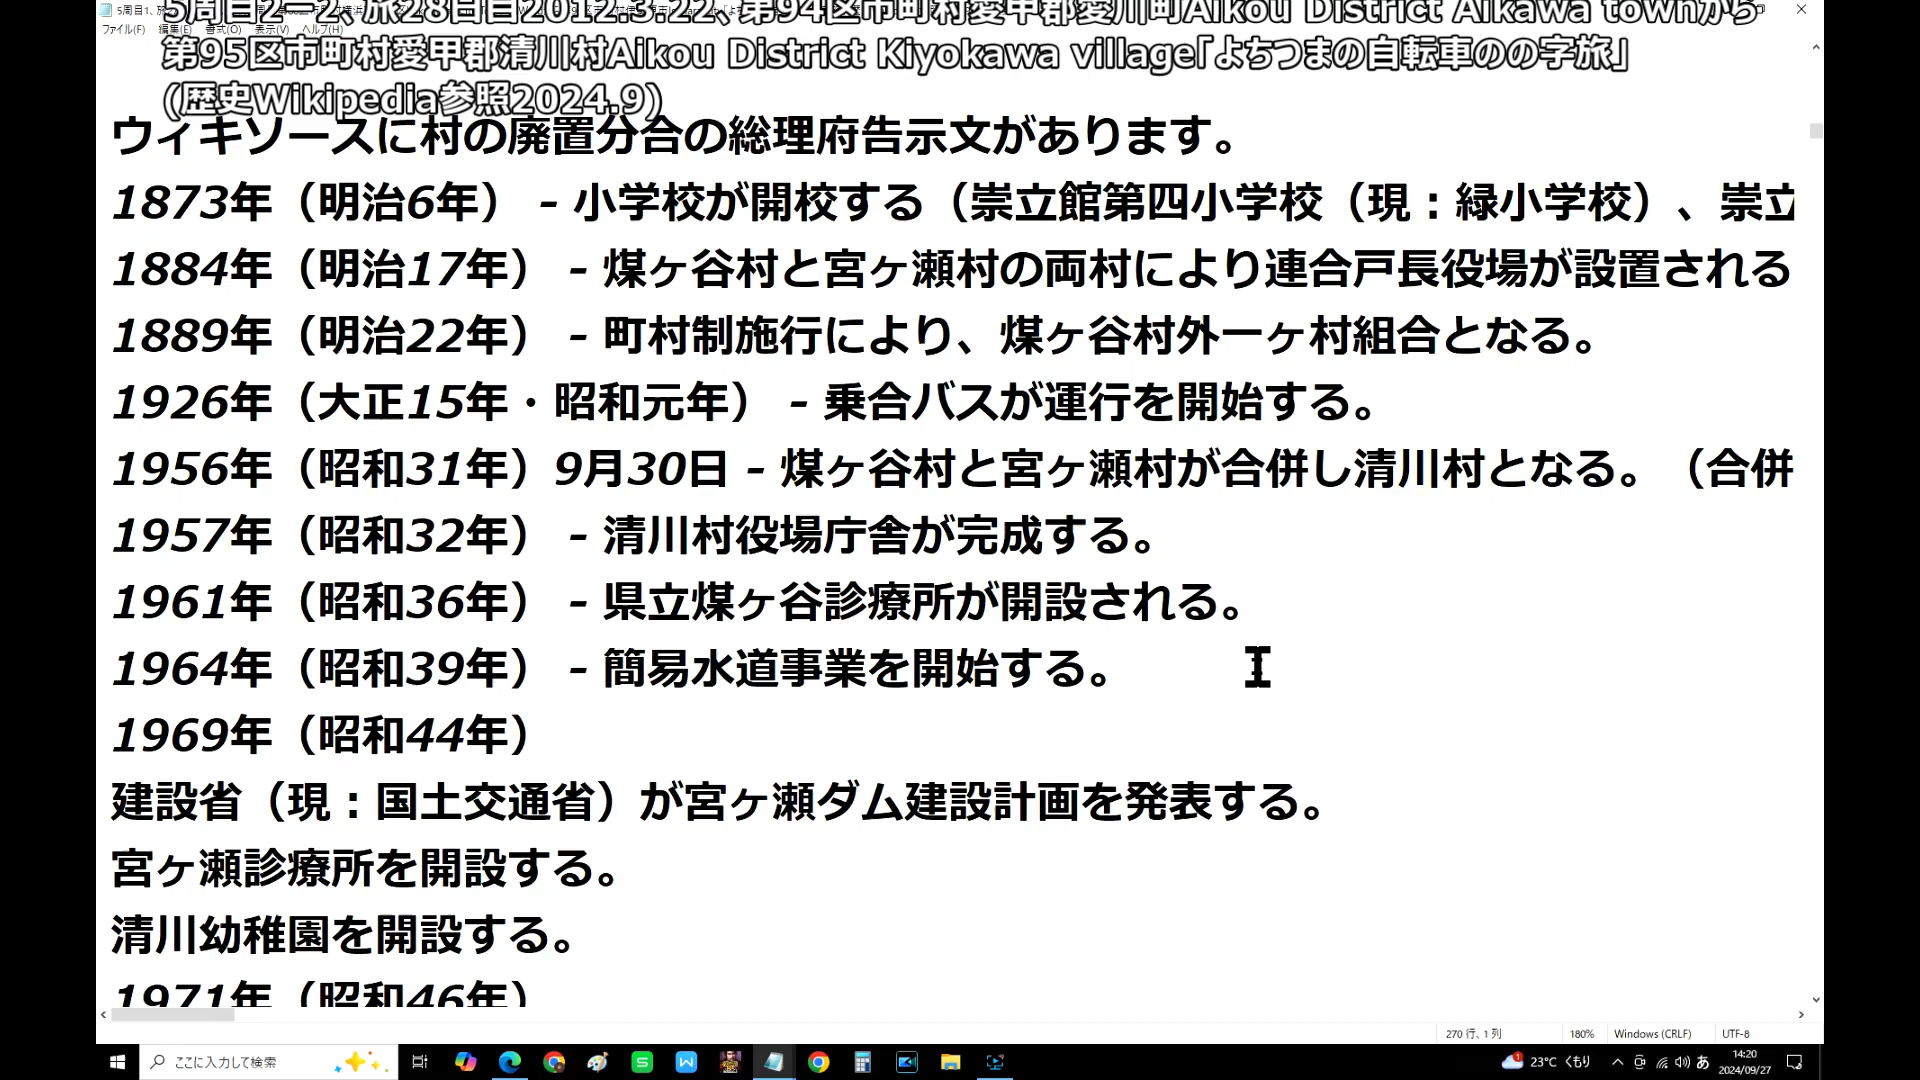 5周目2-1、旅28日目2012.3.22、第94区市町村愛甲郡愛川町Aikou District Aikawa townから
第95区市町村愛甲郡清川村Aikou District Kiyokawa village「よちつまの自転車のの字旅」
(歴史Wikipedia参照2024.9)
ファイル(F) 編集(E) 書式(O) 表示(V) ヘルプ(H)
ウィキソースに村の廃置分合の総理府告示文があります。
1873年（明治6年） - 小学校が開校する（崇立館第四小学校（現：緑小学校）、崇立
1884年（明治17年） - 煤ヶ谷村と宮ヶ瀬村の両村により連合戸長役場が設置される
1889年（明治22年） - 町村制施行により、煤ヶ谷村外一ヶ村組合となる。
1926年（大正15年・昭和元年） - 乗合バスが運行を開始する。
1956年（昭和31年）9月30日 - 煤ヶ谷村と宮ヶ瀬村が合併し清川村となる。（合併
1957年（昭和32年） - 清川村役場庁舎が完成する。
1961年（昭和36年） - 県立煤ヶ谷診療所が開設される。
1964年（昭和39年） - 簡易水道事業を開始する。
1969年（昭和44年）
建設省（現：国土交通省）が宮ヶ瀬ダム建設計画を発表する。
宮ヶ瀬診療所を開設する。
清川幼稚園を開設する。
1971年（昭和46年）
270 行、1 列 180% Windows (CRLF) UTF-8
ここに入力して検索
23°C くもり あ 14:20
2024/09/27